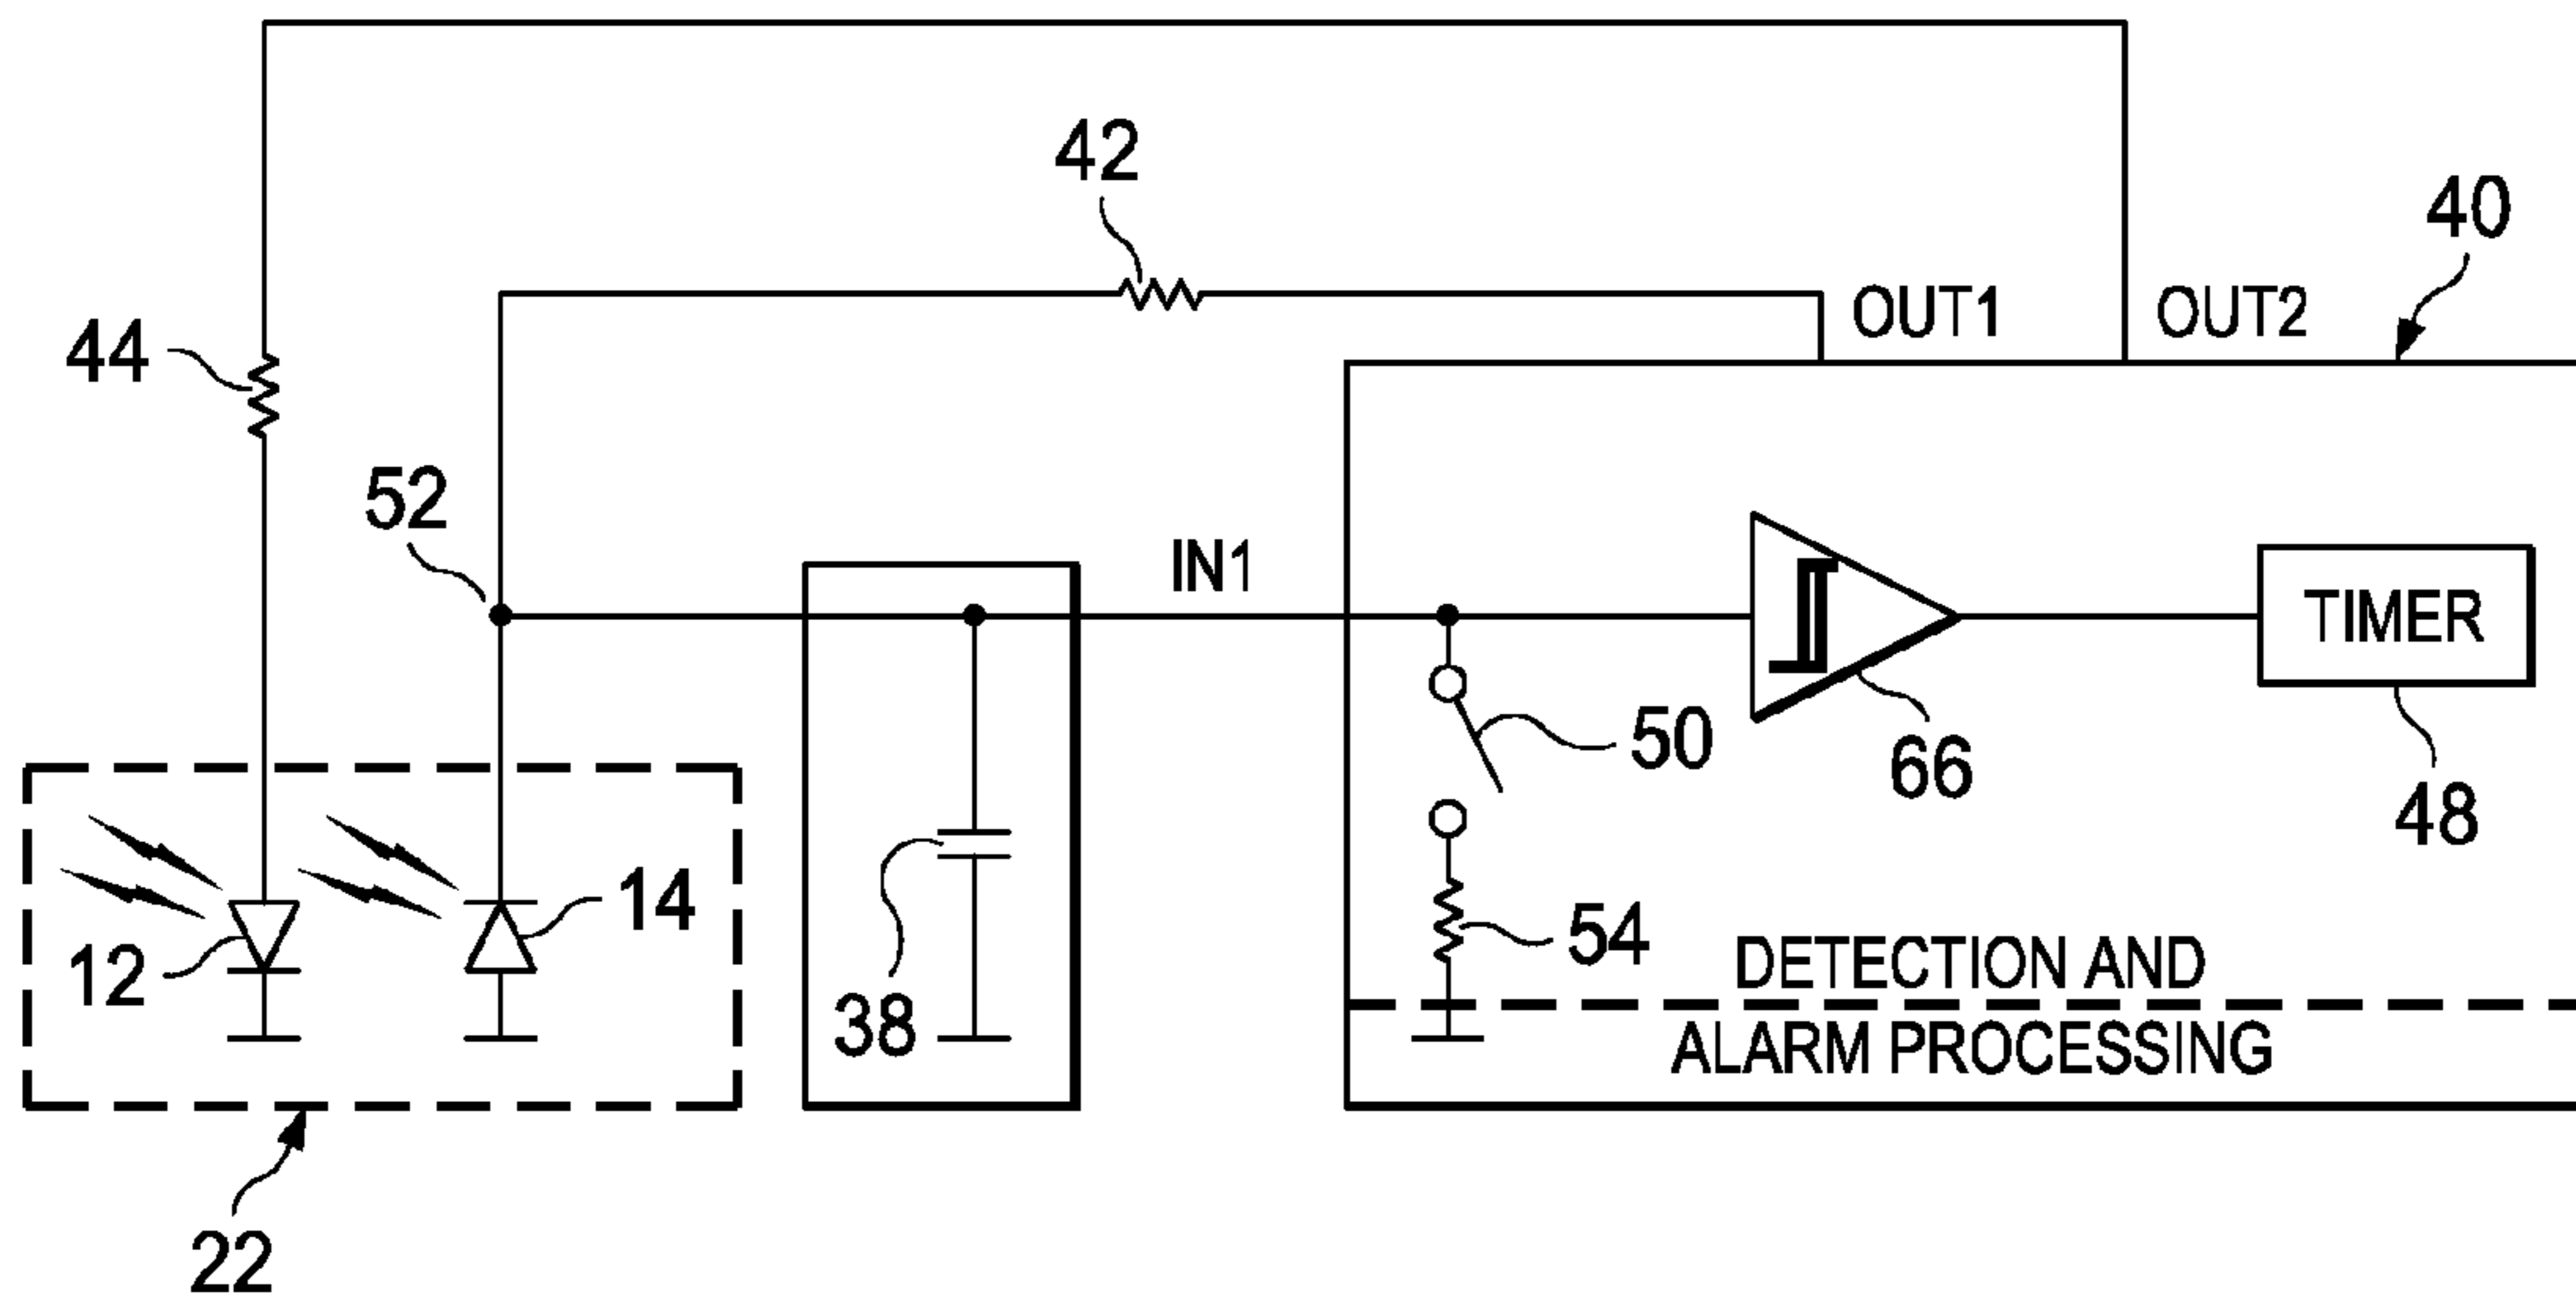 42
40
OUT1
OUT2
44
52
IN1
TIMER
50
66
48
14
12
54
38
DETECTION AND
ALARM PROCESSING
22